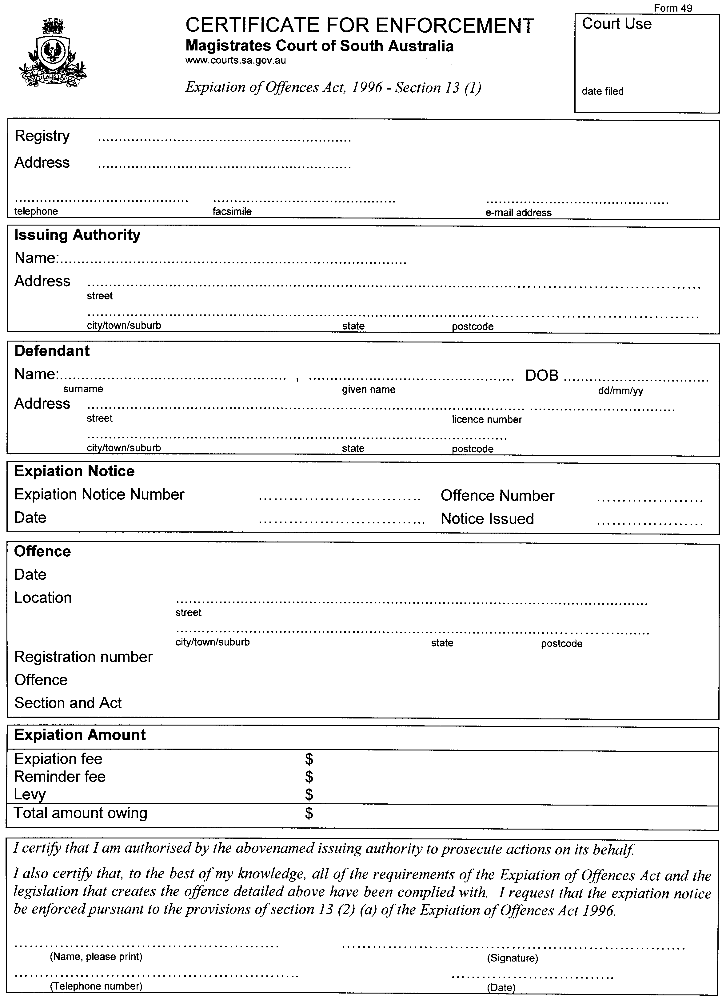 Form 49
CERTIFICATE FOR ENFORCEMENT
Court Use
Magistrates Court of South Australia
www.courts.sa.gov.au
Expiation of Offences Act, 1996 - Section 13 (1)
date filed
SOUTH AUSTRALIA
Registry ............................................................
Address ............................................................
telephone facsimile e-mail address
Issuing Authority
Name:................................................................................
Address ................................................................................
street
city/town/suburb state postcode
Defendant
Name:.................................................... , ................................................ DOB ..................................
surname given name dd/mm/yy
Address ................................................................................
street licence number
city/town/suburb state postcode
Expiation Notice
Expiation Notice Number ................................ Offence Number .....................
Date ................................. Notice Issued .....................
Offence
Date
Location ................................................................................
street
city/town/suburb state postcode
Registration number
Offence
Section and Act
Expiation Amount
Expiation fee $
Reminder fee $
Levy $
Total amount owing $
I certify that I am authorised by the abovenamed issuing authority to prosecute actions on its behalf.
I also certify that, to the best of my knowledge, all of the requirements of the Expiation of Offences Act and the
legislation that creates the offence detailed above have been complied with. I request that the expiation notice
be enforced pursuant to the provisions of section 13 (2) (a) of the Expiation of Offences Act 1996.
(Name, please print) (Signature)
(Telephone number) (Date)